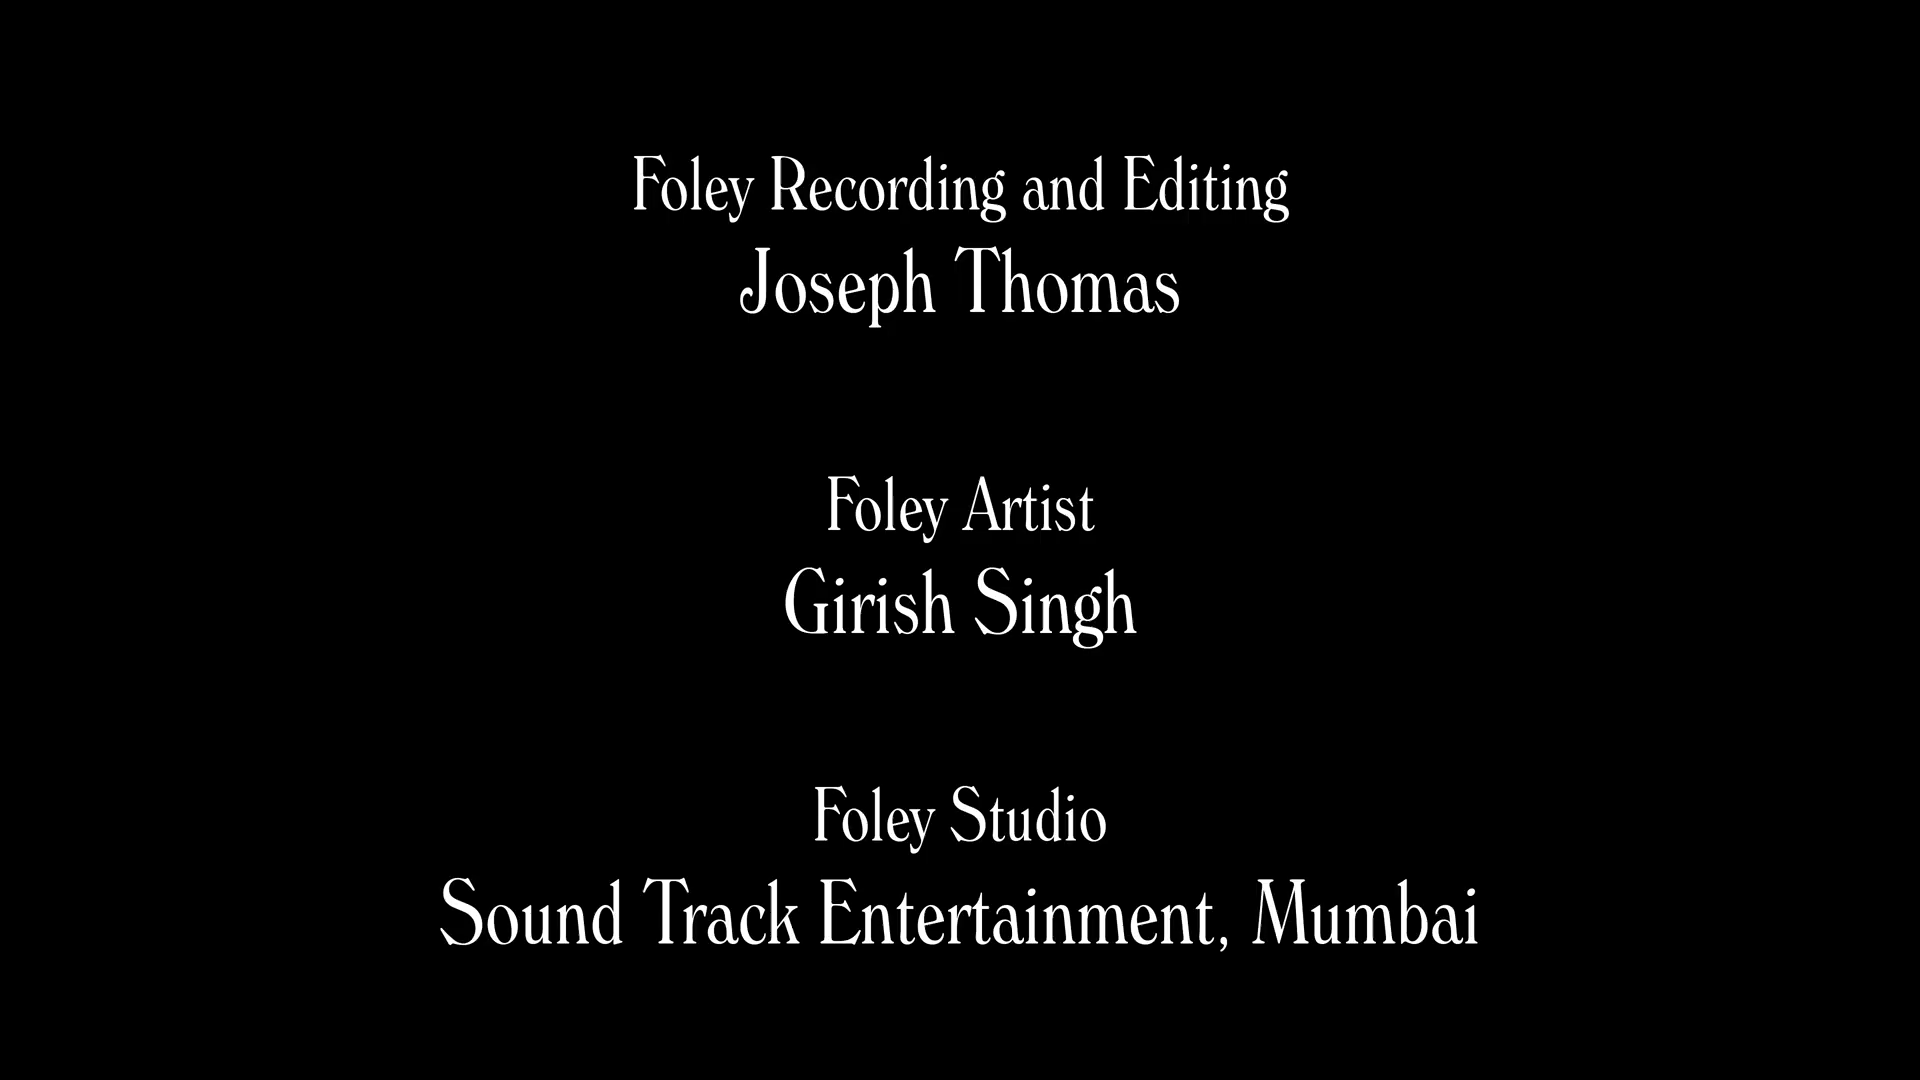 Foley Recording and Editing
Joseph Thomas
Foley Artist
Girish Singh
Foley Studio
Sound Track Entertainment, Mumbai